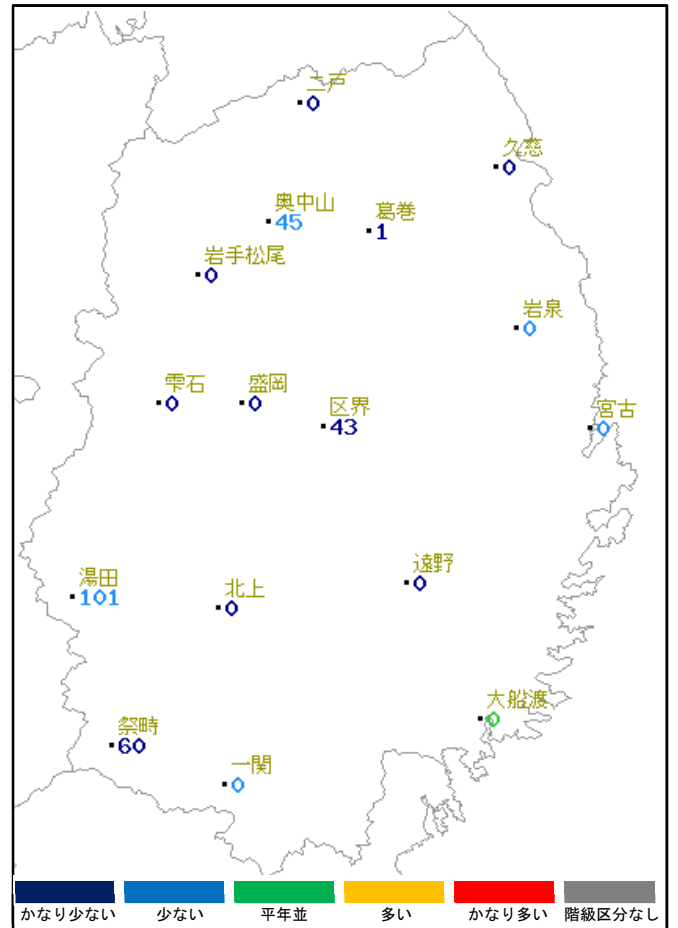 二戸
0
久慈
0
奥中山
45
葛巻
1
岩手松尾
0
岩泉
0
雫石
0
盛岡
0
区界
43
宮古
0
湯田
101
北上
0
遠野
0
大船渡
0
祭畤
60
一関
0
かなり少ない 少ない 平年並 多い かなり多い 階級区分なし